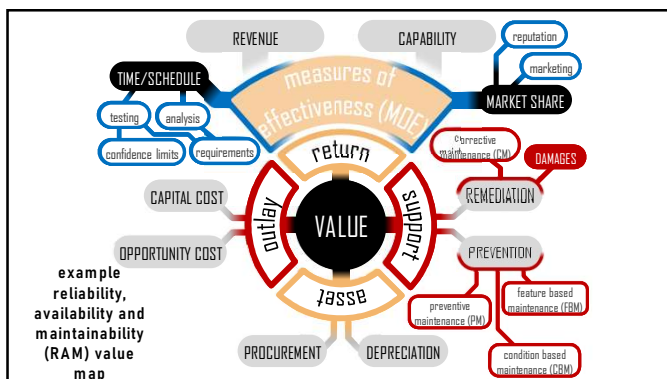 REVENUE
CAPABILITY
reputation
marketing
TIME/SCHEDULE
MARKET SHARE
testing
analysis
confidence limits
requirements
measures of
effectiveness (MOE)
return
corrective
maintenance (CM)
DAMAGES
REMEDIATION
CAPITAL COST
OPPORTUNITY COST
outlay
VALUE
support
asset
PREVENTION
feature based
maintenance (FBM)
preventive
maintenance (PM)
condition based
maintenance (CBM)
PROCUREMENT
DEPRECIATION
example
reliability,
availability and
maintainability
(RAM) value
map